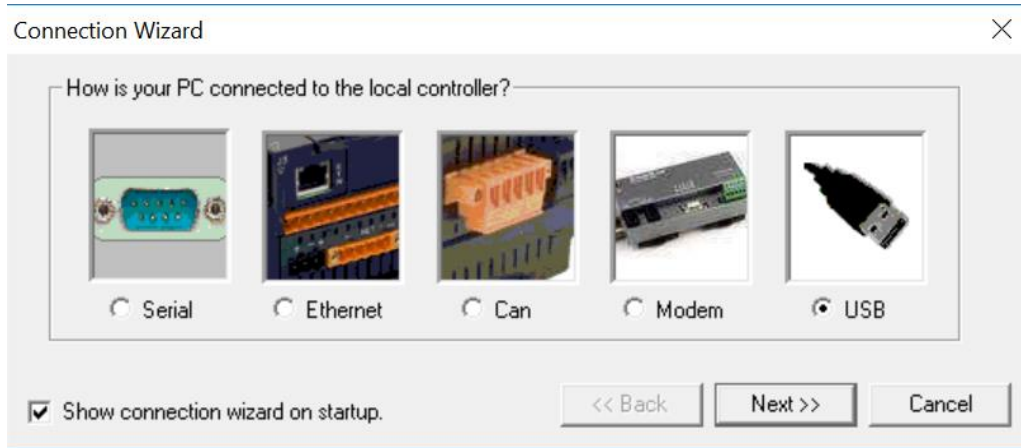 Connection Wizard
How is your PC connected to the local controller?
Serial
Ethernet
Can
Modem
USB
Show connection wizard on startup.
<< Back
Next >>
Cancel